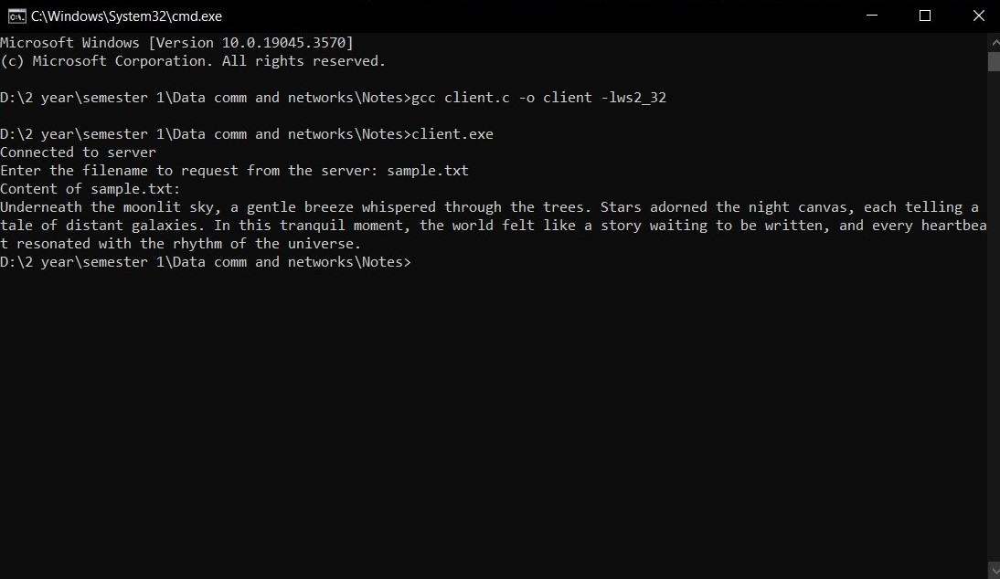 C:\Windows\System32\cmd.exe
Microsoft Windows [Version 10.0.19045.3570]
(c) Microsoft Corporation. All rights reserved.
D:\2 year\semester 1\Data comm and networks\Notes>gcc client.c -o client -lws2_32
D:\2 year\semester 1\Data comm and networks\Notes>client.exe
Connected to server
Enter the filename to request from the server: sample.txt
Content of sample.txt:
Underneath the moonlit sky, a gentle breeze whispered through the trees. Stars adorned the night canvas, each telling a
tale of distant galaxies. In this tranquil moment, the world felt like a story waiting to be written, and every heartbea
t resonated with the rhythm of the universe.
D:\2 year\semester 1\Data comm and networks\Notes>